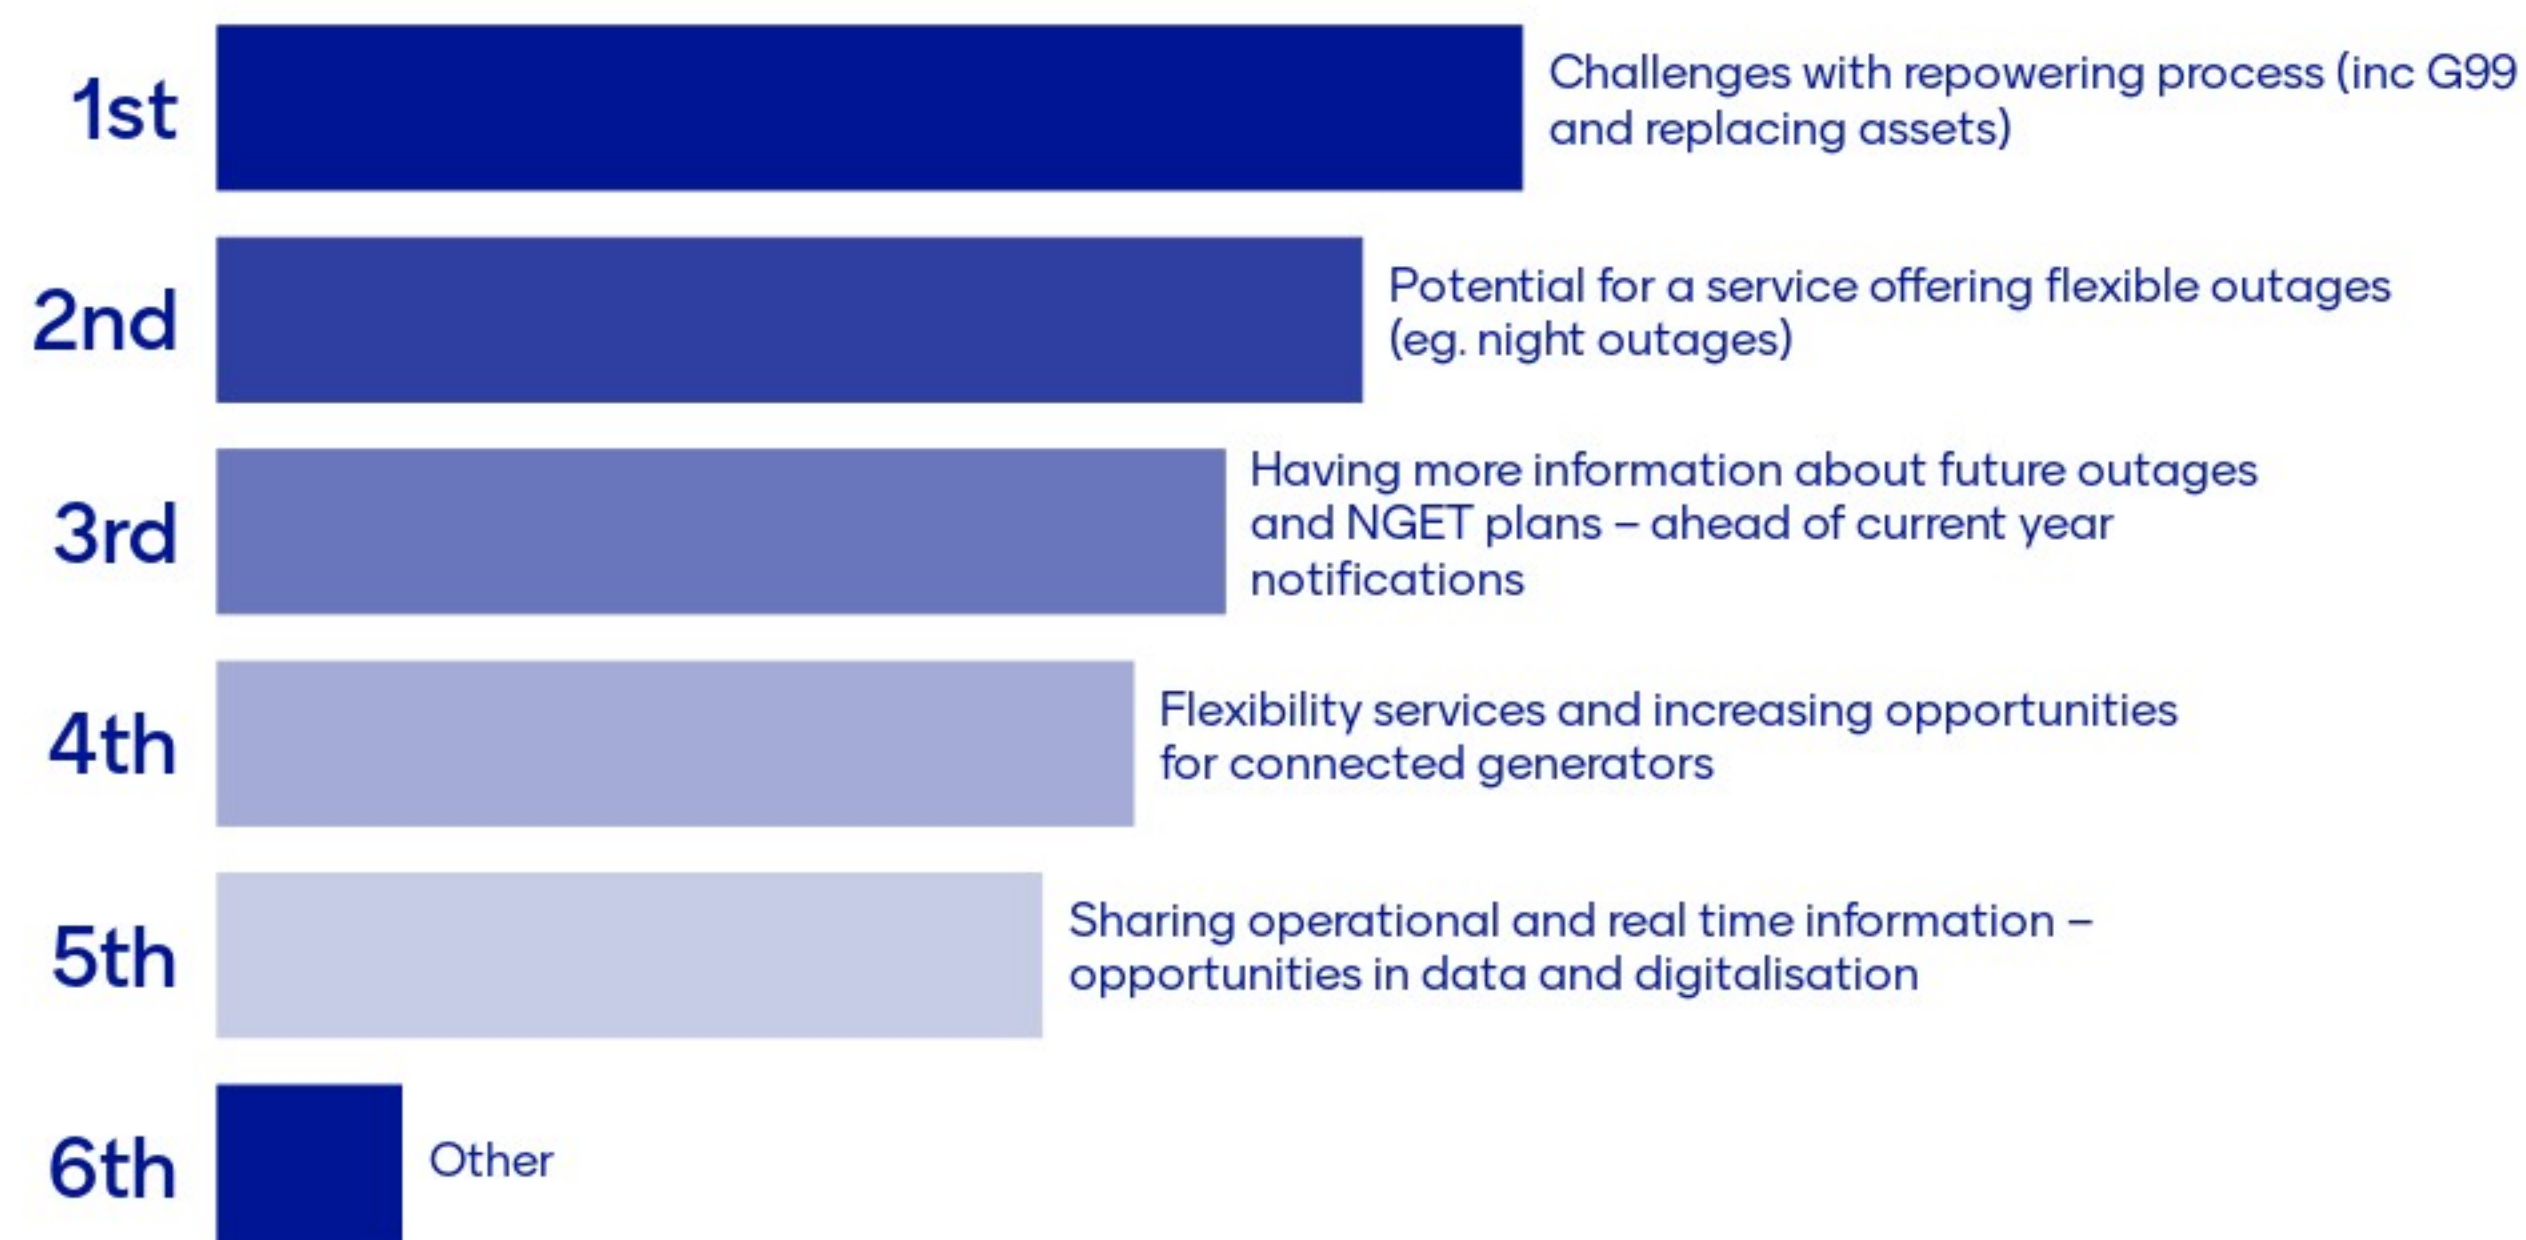 1st
Challenges with repowering process (inc G99
and replacing assets)
2nd
Potential for a service offering flexible outages
(eg. night outages)
3rd
Having more information about future outages
and NGET plans – ahead of current year
notifications
4th
Flexibility services and increasing opportunities
for connected generators
5th
Sharing operational and real time information –
opportunities in data and digitalisation
6th
Other